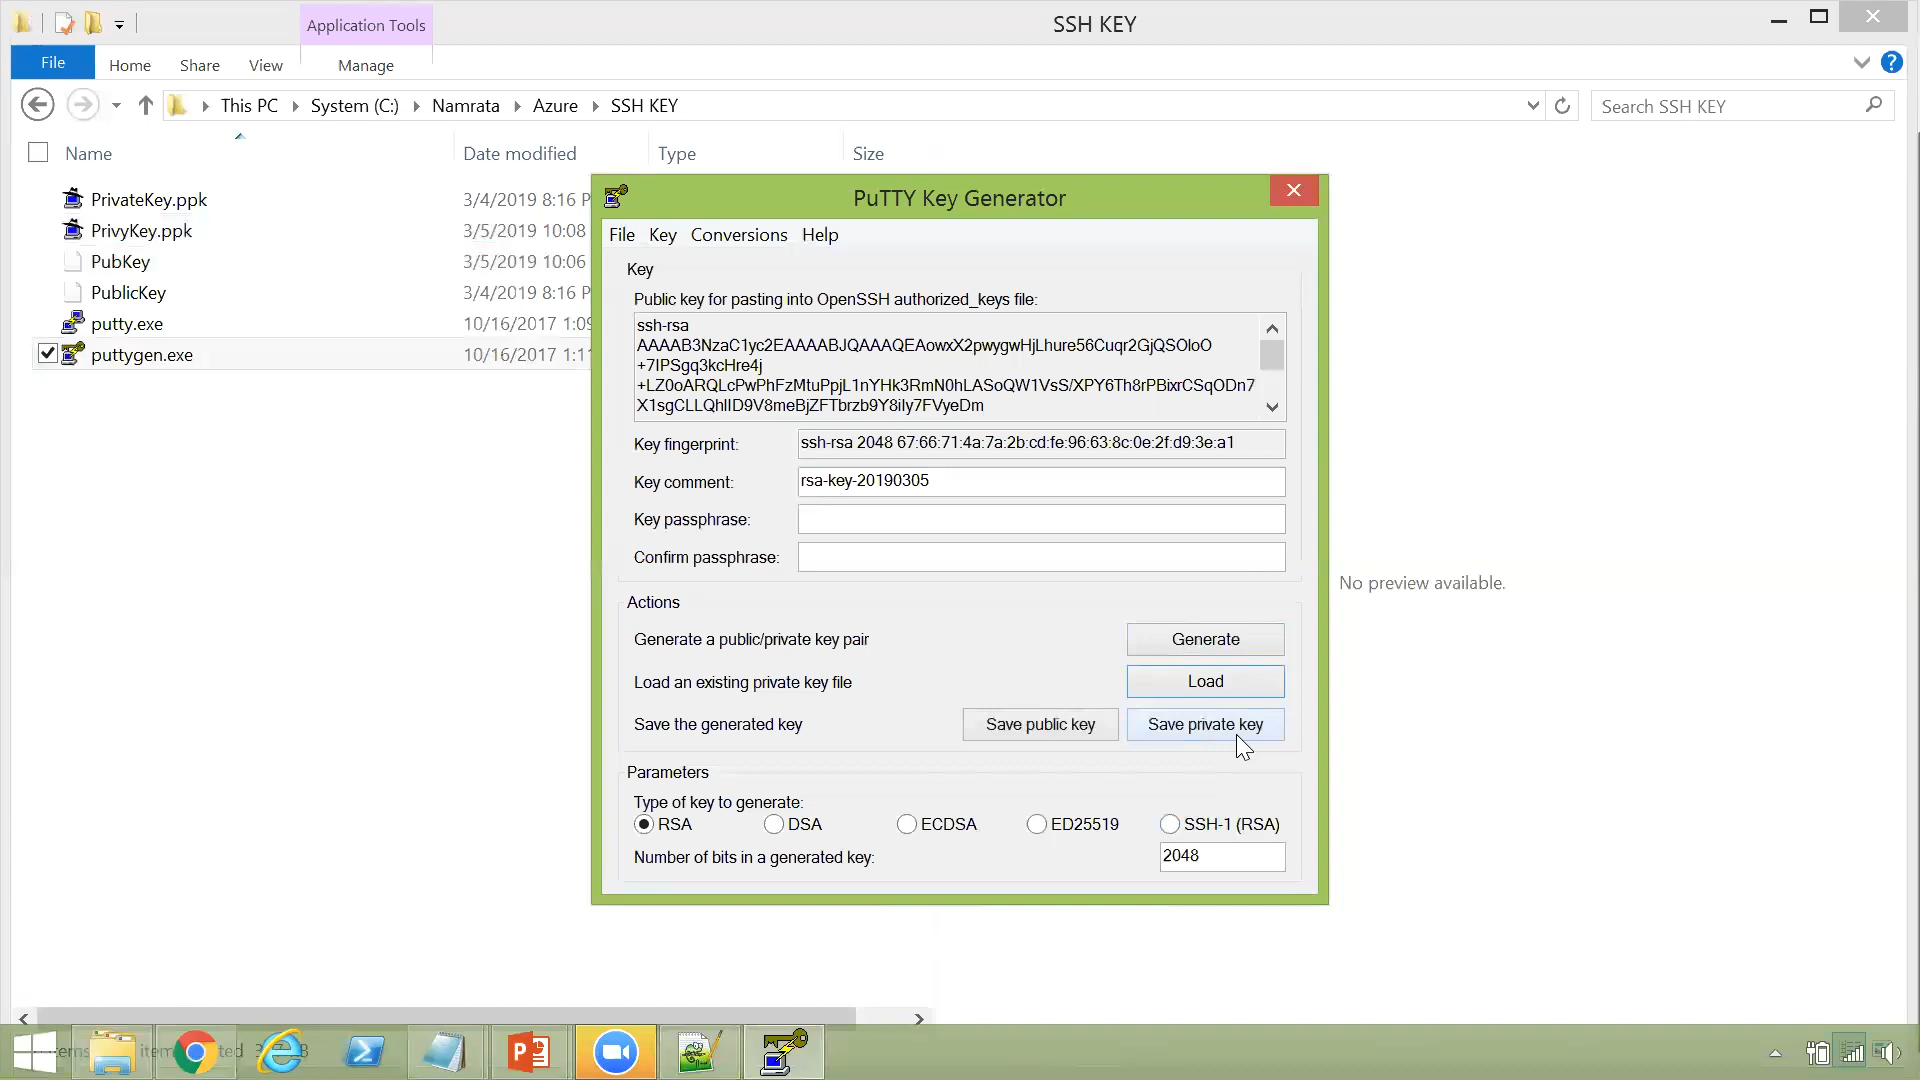 Application Tools
SSH KEY
File
Home
Share
View
Manage
This PC
System (C:)
Namrata
Azure
SSH KEY
Search SSH KEY
Name
Date modified
Type
Size
PrivateKey.ppk
3/4/2019 8:16 P
PrivyKey.ppk
3/5/2019 10:08
PubKey
3/5/2019 10:06
PublicKey
3/4/2019 8:16 P
putty.exe
10/16/2017 1:09
puttygen.exe
10/16/2017 1:11
PuTTY Key Generator
File Key Conversions Help
Key
Public key for pasting into OpenSSH authorized_keys file:
ssh-rsa
AAAAB3NzaC1yc2EAAAABJQAAAQEAowxX2pwygwHjLhure56Cuqr2GjQSOloO
+7IPSgq3kcHre4j
+LZ0oARQLcPwPhFzMtuPpjL1nYHk3RmN0hLASoQW1VsS/XPY6Th8rPBixrCSqODn7
X1sgCLLQhlID9V8meBjZFTbrzb9Y8ily7FVyeDm
Key fingerprint:
ssh-rsa 2048 67:66:71:4a:7a:2b:cd:fe:96:63:8c:0e:2f:d9:3e:a1
Key comment:
rsa-key-20190305
Key passphrase:
Confirm passphrase:
Actions
Generate a public/private key pair
Generate
Load an existing private key file
Load
Save the generated key
Save public key
Save private key
Parameters
Type of key to generate:
RSA
DSA
ECDSA
ED25519
SSH-1 (RSA)
Number of bits in a generated key:
2048
No preview available.